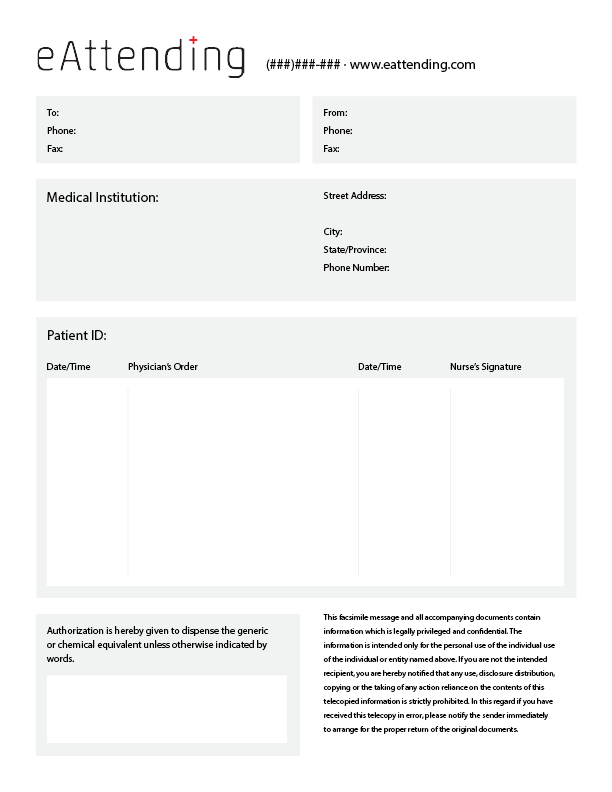 eAttending (###)###-### · www.eattending.com
To:
Phone:
Fax:
From:
Phone:
Fax:
Medical Institution:
Street Address:
City:
State/Province:
Phone Number:
Patient ID:
Date/Time Physician's Order Date/Time Nurse's Signature
Authorization is hereby given to dispense the generic
or chemical equivalent unless otherwise indicated by
words.
This facsimile message and all accompanying documents contain
information which is legally privileged and confidential. The
information is intended only for the personal use of the individual use
of the individual or entity named above. If you are not the intended
recipient, you are hereby notified that any use, disclosure distribution,
copying or the taking of any action reliance on the contents of this
telecopied information is strictly prohibited. In this regard if you have
received this telecopy in error, please notify the sender immediately
to arrange for the proper return of the original documents.